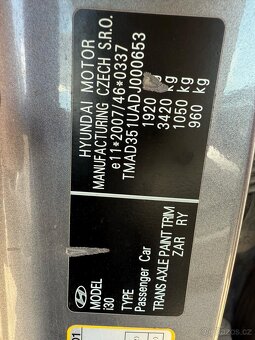 HYUNDAI MOTOR
MANUFACTURING CZECH S.R.O.
e11*2007/46*0337
TMAD351UADJ000653
1920 kg
3420 kg
1050 kg
960 kg
MODEL
i30
TYPE
Passenger Car
TRANS AXLE PAINT TRIM
ZAR RY